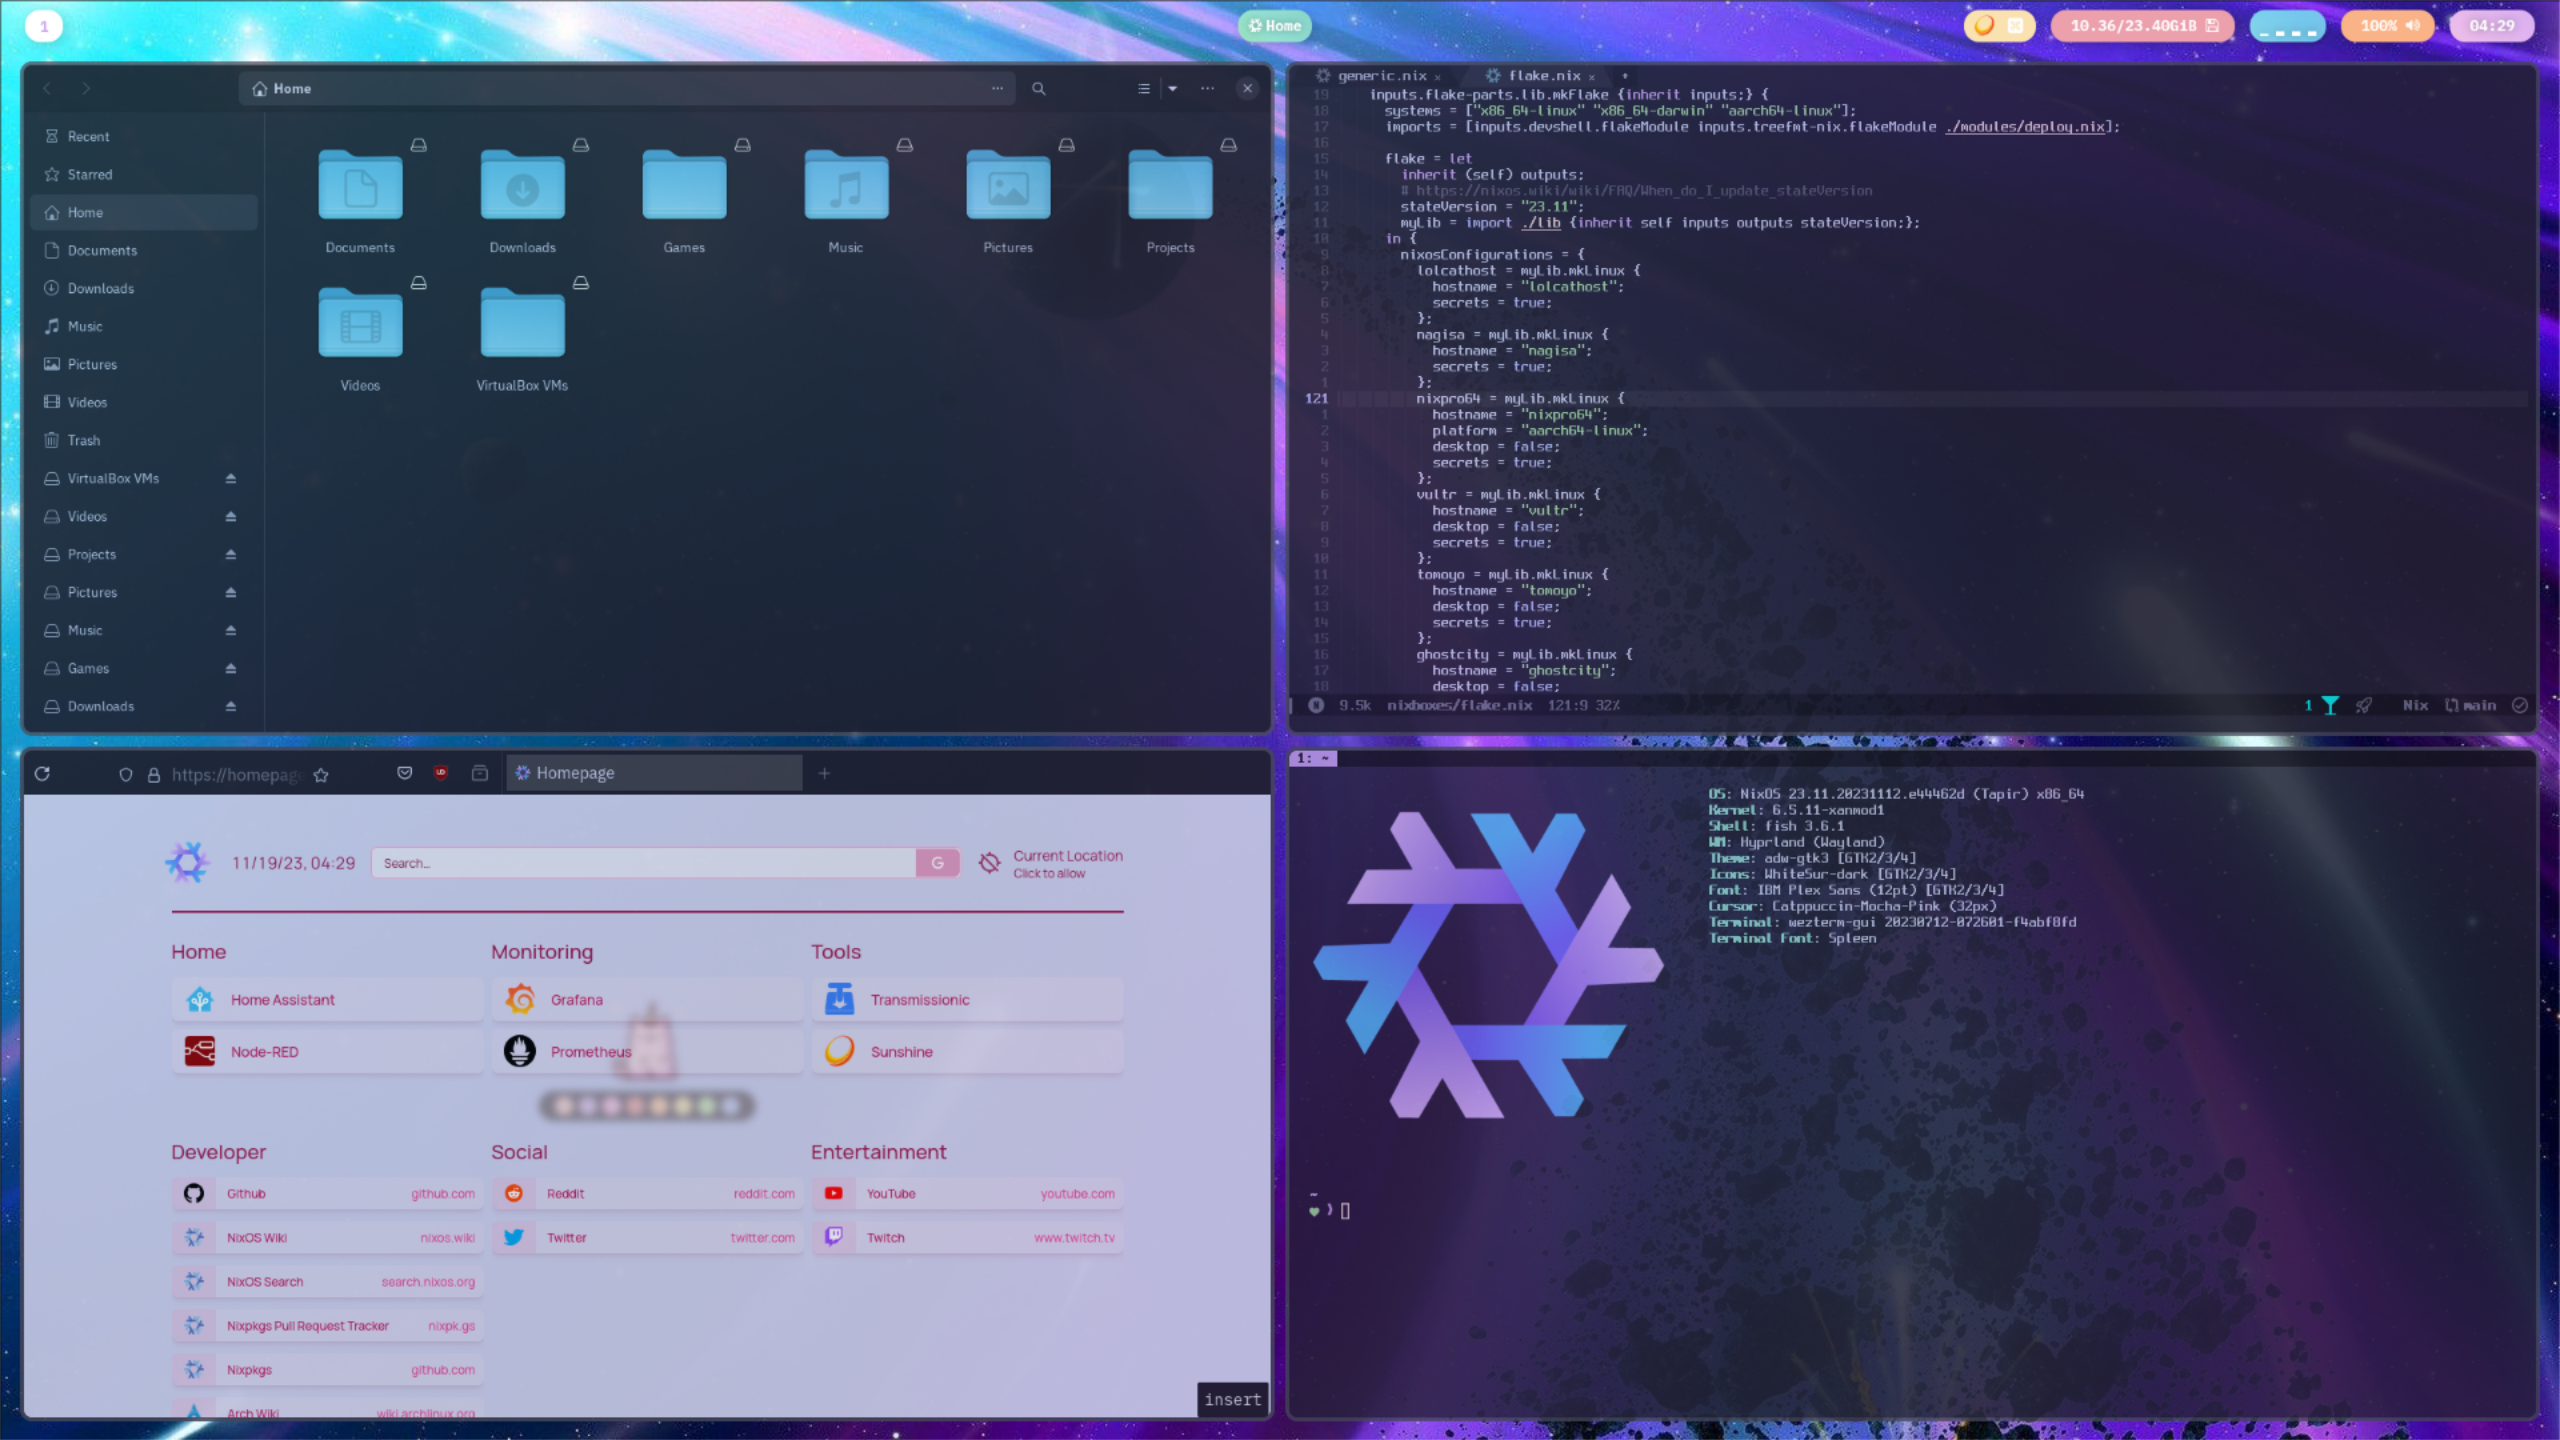 1
Home
10.36/23.40GiB
100%
04:29
Home
Recent
Starred
Home
Documents
Downloads
Music
Pictures
Videos
Trash
VirtualBox VMs
Videos
Projects
Pictures
Music
Games
Downloads
Documents
Downloads
Games
Music
Pictures
Projects
Videos
VirtualBox VMs
generic.nix × flake.nix × +
19 inputs.flake-parts.lib.mkFlake {inherit inputs;} {
18 systems = ["x86_64-linux" "x86_64-darwin" "aarch64-linux"];
17 imports = [inputs.devshell.flakeModule inputs.treefmt-nix.flakeModule ./modules/deploy.nix];
16
15 flake = let
14 inherit (self) outputs;
13 # https://nixos.wiki/wiki/FAQ/When_do_I_update_stateVersion
12 stateVersion = "23.11";
11 myLib = import ./lib {inherit self inputs outputs stateVersion;};
10 in {
9 nixosConfigurations = {
8 lolcathost = myLib.mkLinux {
7 hostname = "lolcathost";
6 secrets = true;
5 };
4 nagisa = myLib.mkLinux {
3 hostname = "nagisa";
2 secrets = true;
1 };
121 nixpro64 = myLib.mkLinux {
1 hostname = "nixpro64";
2 platform = "aarch64-linux";
3 desktop = false;
4 secrets = true;
5 };
6 vultr = myLib.mkLinux {
7 hostname = "vultr";
8 desktop = false;
9 secrets = true;
10 };
11 tomoyo = myLib.mkLinux {
12 hostname = "tomoyo";
13 desktop = false;
14 secrets = true;
15 };
16 ghostcity = myLib.mkLinux {
17 hostname = "ghostcity";
18 desktop = false;
N 9.5k nixboxes/flake.nix 121:9 32% 1 Nix main
https://homepag
Homepage
11/19/23, 04:29
Search...
G
Current Location
Click to allow
Home
Home Assistant
Node-RED
Monitoring
Grafana
Prometheus
Tools
Transmissionic
Sunshine
Developer
Github github.com
NixOS Wiki nixos.wiki
NixOS Search search.nixos.org
Nixpkgs Pull Request Tracker nixpk.gs
Nixpkgs github.com
Arch Wiki wiki.archlinux.org
Social
Reddit reddit.com
Twitter twitter.com
Entertainment
YouTube youtube.com
Twitch www.twitch.tv
insert
1: ~
OS: NixOS 23.11.20231112.e44462d (Tapir) x86_64
Kernel: 6.5.11-xanmod1
Shell: fish 3.6.1
WM: Hyprland (Wayland)
Theme: adw-gtk3 [GTK2/3/4]
Icons: WhiteSur-dark [GTK2/3/4]
Font: IBM Plex Sans (12pt) [GTK2/3/4]
Cursor: Catppuccin-Mocha-Pink (32px)
Terminal: wezterm-gui 20230712-072601-f4abf8fd
Terminal Font: Spleen
~
♥ ❯